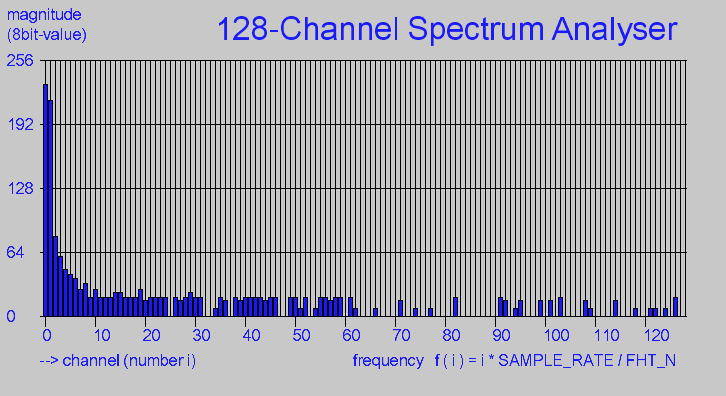 magnitude
(8bit-value)
128-Channel Spectrum Analyser
256
192
128
64
0
0 10 20 30 40 50 60 70 80 90 100 110 120
--> channel (number i)
frequency f ( i ) = i * SAMPLE_RATE / FHT_N